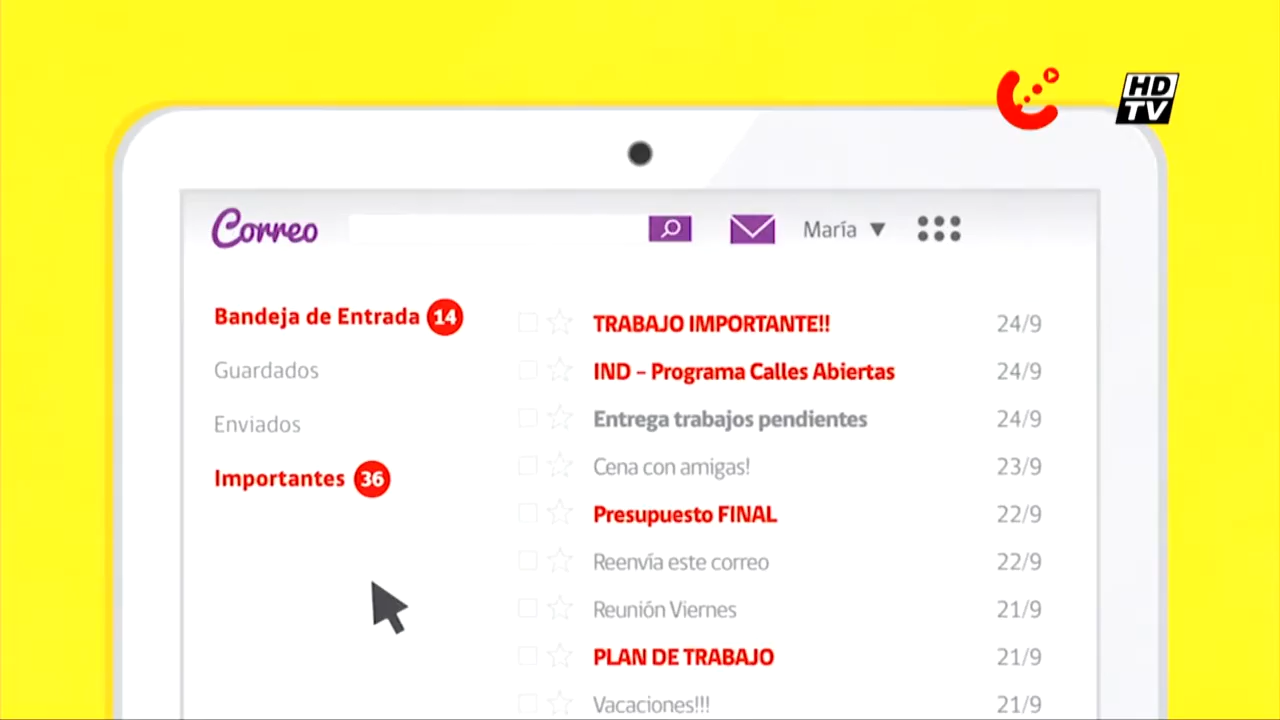 HD
TV
Correo
María
Bandeja de Entrada 14
Guardados
Enviados
Importantes 36
TRABAJO IMPORTANTE!! 24/9
IND - Programa Calles Abiertas 24/9
Entrega trabajos pendientes 24/9
Cena con amigas! 23/9
Presupuesto FINAL 22/9
Reenvía este correo 22/9
Reunión Viernes 21/9
PLAN DE TRABAJO 21/9
Vacaciones!!! 21/9